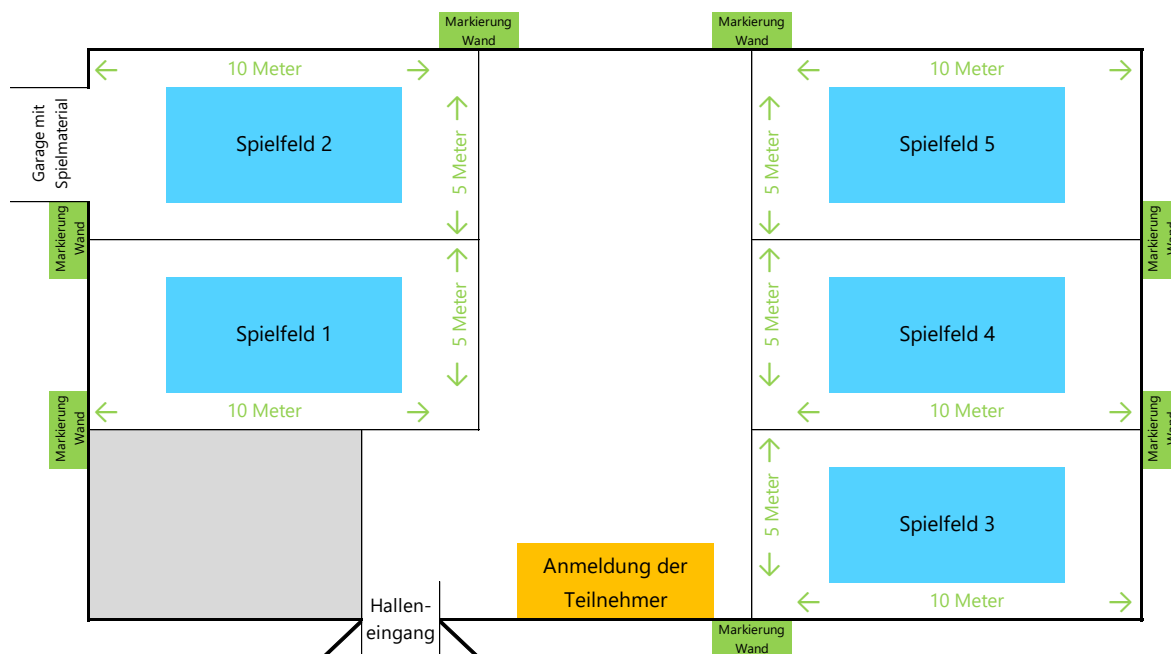 Markierung
Wand
Markierung
Wand
10 Meter
10 Meter
Garage mit
Spielmaterial
Spielfeld 2
5 Meter
5 Meter
Spielfeld 5
Markierung
Wand
Markierung
Wand
Spielfeld 1
5 Meter
5 Meter
Spielfeld 4
Markierung
Wand
10 Meter
10 Meter
Markierung
Wand
5 Meter
Spielfeld 3
Anmeldung der
Teilnehmer
10 Meter
Hallen-
eingang
Markierung
Wand